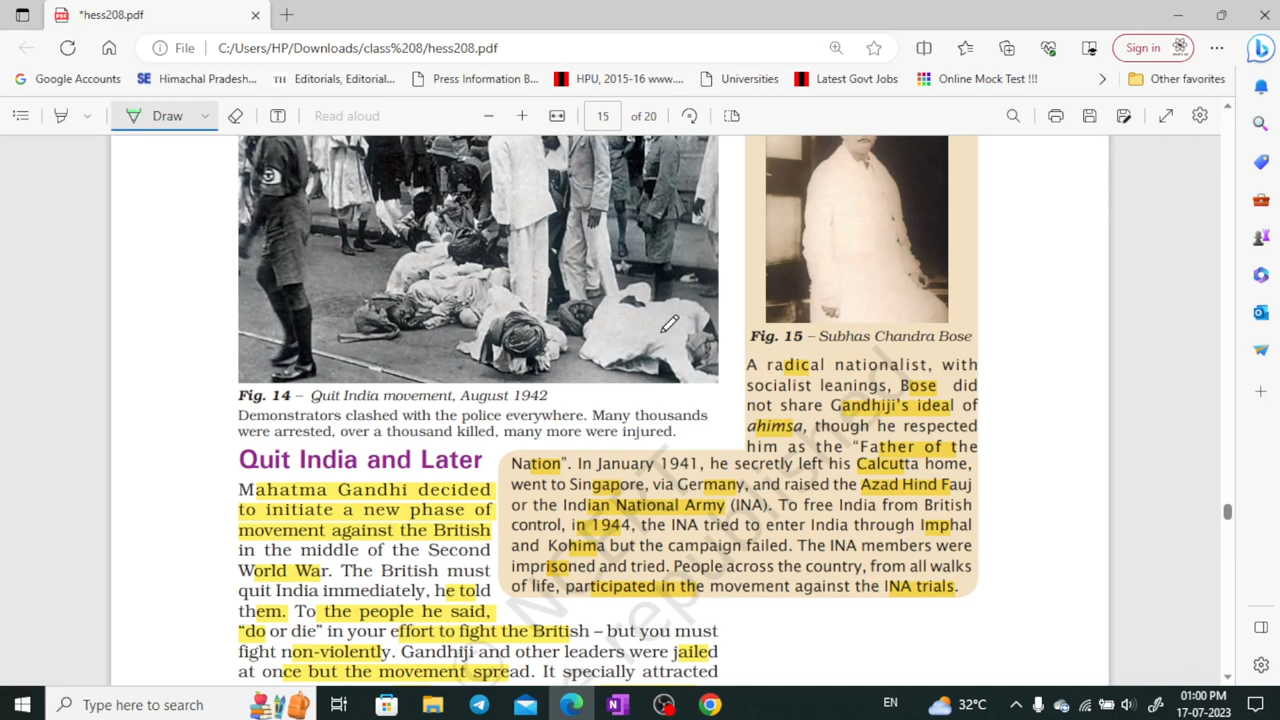 *hess208.pdf
File C:/Users/HP/Downloads/class%208/hess208.pdf
Sign in
Google Accounts
SE Himachal Pradesh...
TH Editorials, Editorial...
Press Information B...
HPU, 2015-16 www....
Universities
Latest Govt Jobs
Online Mock Test !!!
Other favorites
Draw
Read aloud
15 of 20
Fig. 14 – Quit India movement, August 1942
Demonstrators clashed with the police everywhere. Many thousands
were arrested, over a thousand killed, many more were injured.
Quit India and Later
Mahatma Gandhi decided
to initiate a new phase of
movement against the British
in the middle of the Second
World War. The British must
quit India immediately, he told
them. To the people he said,
“do or die” in your effort to fight the British – but you must
fight non-violently. Gandhiji and other leaders were jailed
at once but the movement spread. It specially attracted
Fig. 15 – Subhas Chandra Bose
A radical nationalist, with
socialist leanings, Bose did
not share Gandhiji's ideal of
ahimsa, though he respected
him as the “Father of the
Nation”. In January 1941, he secretly left his Calcutta home,
went to Singapore, via Germany, and raised the Azad Hind Fauj
or the Indian National Army (INA). To free India from British
control, in 1944, the INA tried to enter India through Imphal
and Kohima but the campaign failed. The INA members were
imprisoned and tried. People across the country, from all walks
of life, participated in the movement against the INA trials.
© NCERT
republished
Type here to search
32°C
EN
01:00 PM
17-07-2023